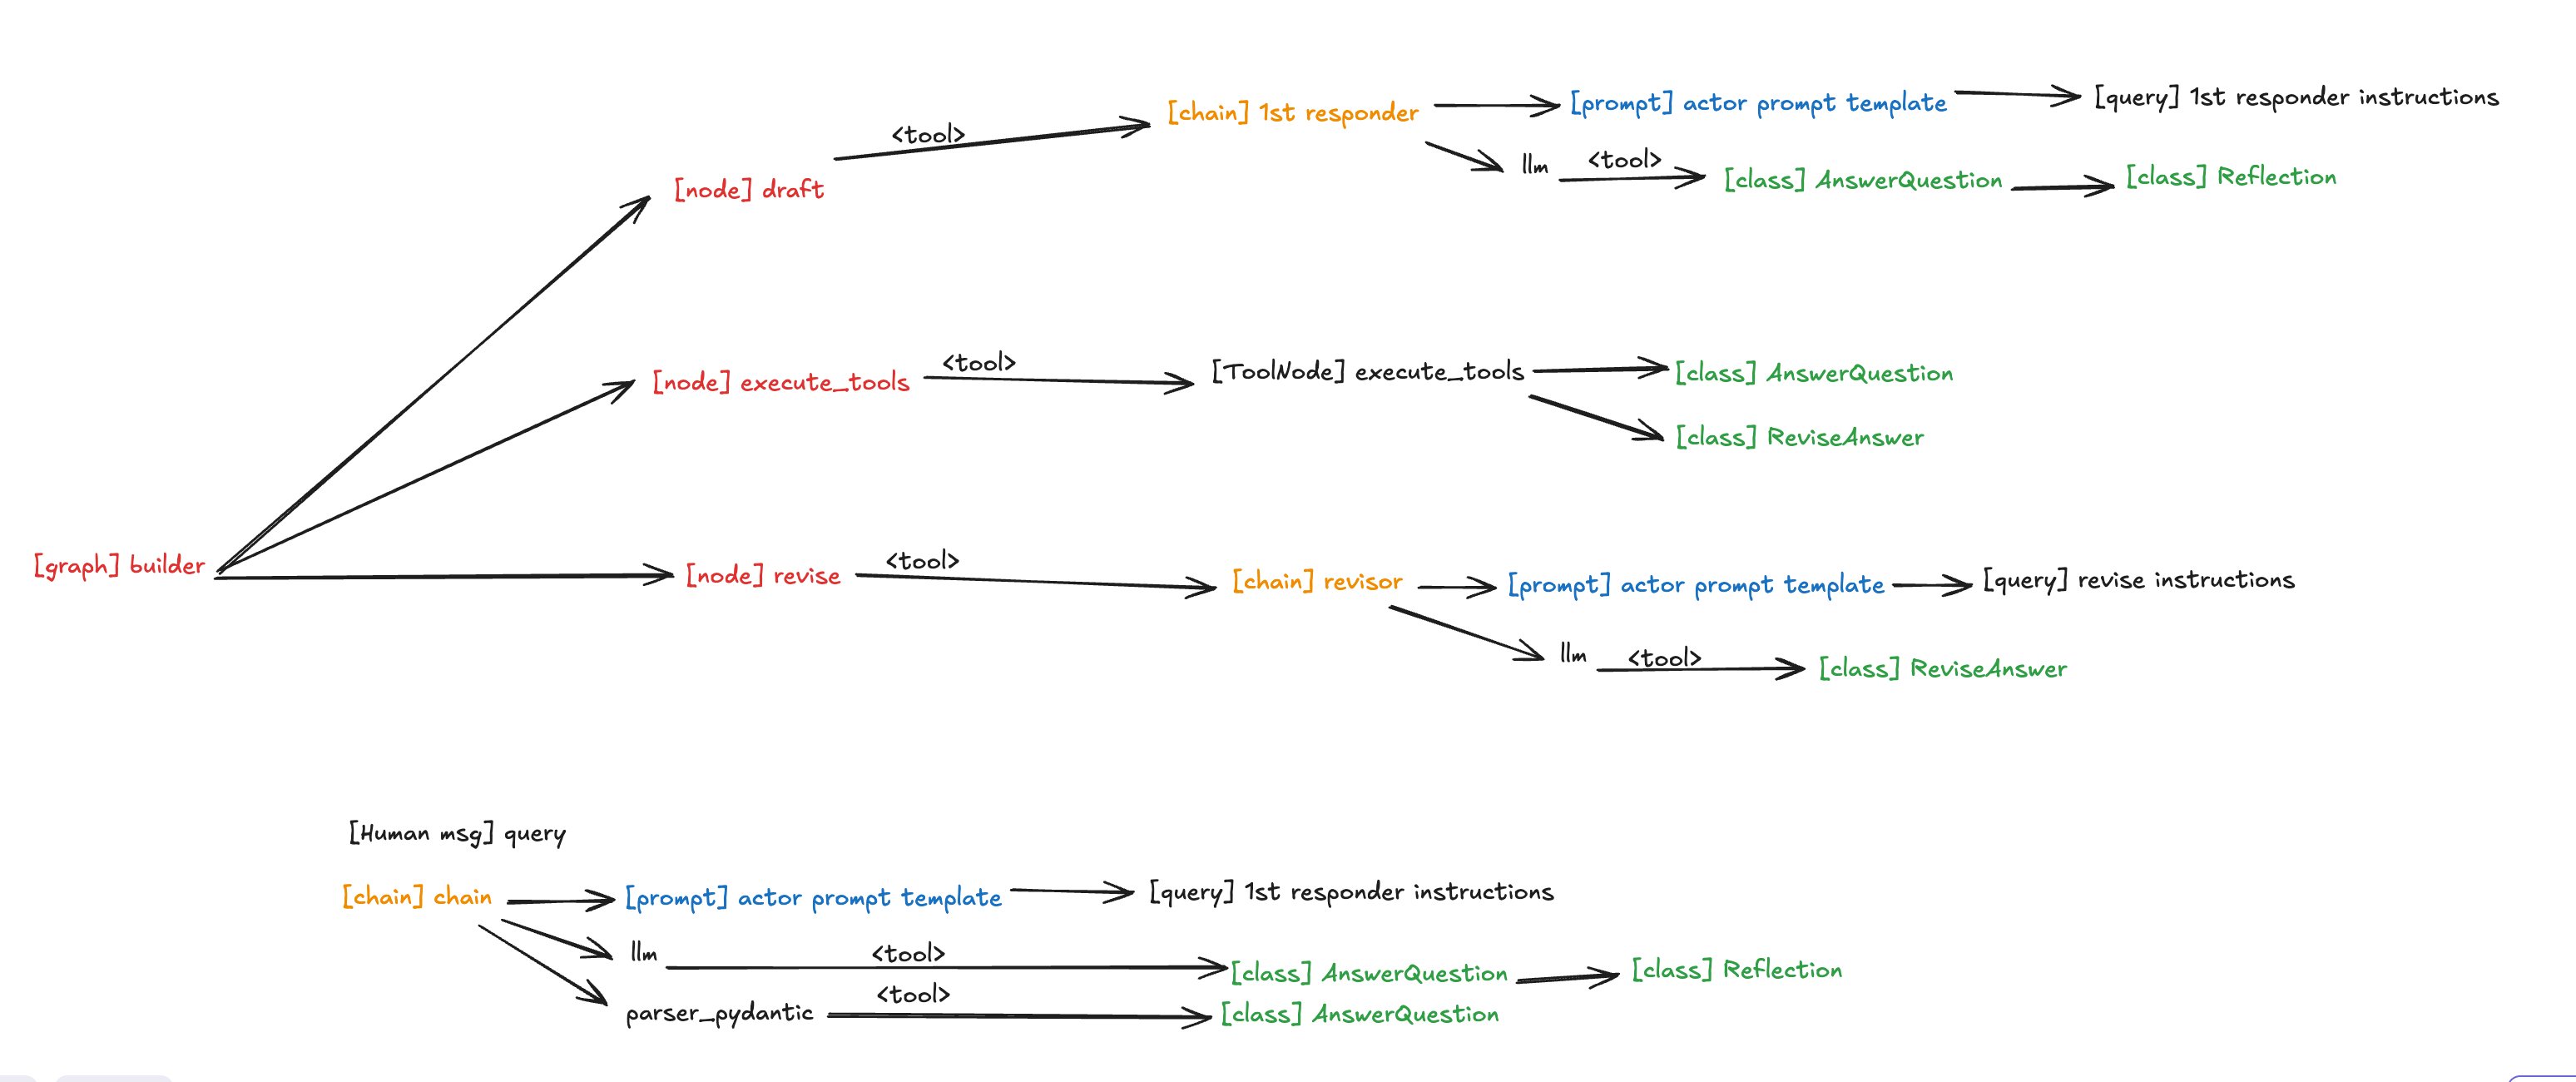 <tool>
[chain] 1st responder
[prompt] actor prompt template
[query] 1st responder instructions
[node] draft
llm
<tool>
[class] AnswerQuestion
[class] Reflection
[node] execute_tools
<tool>
[ToolNode] execute_tools
[class] AnswerQuestion
[class] ReviseAnswer
[graph] builder
[node] revise
<tool>
[chain] revisor
[prompt] actor prompt template
[query] revise instructions
llm
<tool>
[class] ReviseAnswer
[Human msg] query
[chain] chain
[prompt] actor prompt template
[query] 1st responder instructions
llm
<tool>
[class] AnswerQuestion
[class] Reflection
parser_pydantic
<tool>
[class] AnswerQuestion